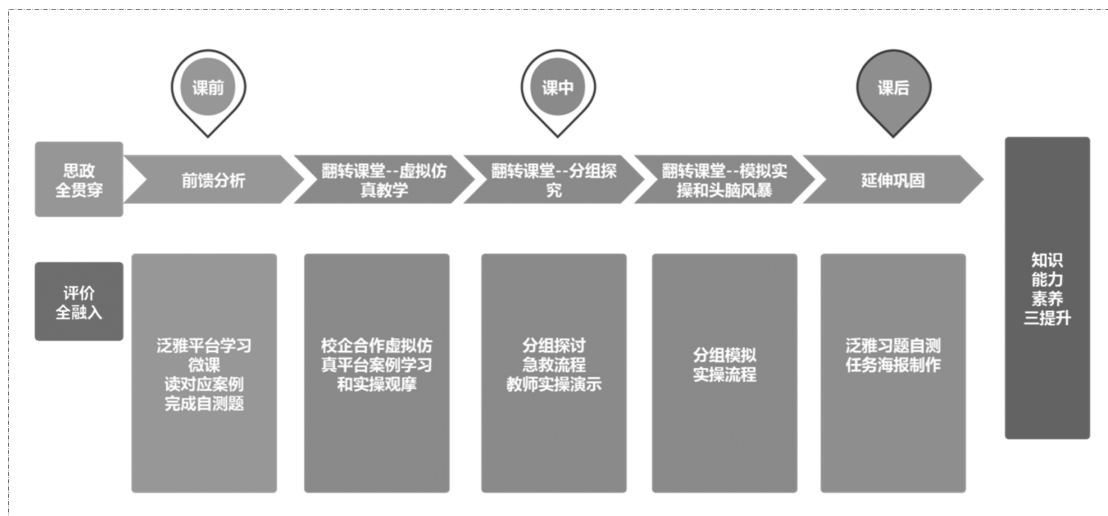 课前
课中
课后
思政
全贯穿
前馈分析
翻转课堂--虚拟仿
真教学
翻转课堂--分组探
究
翻转课堂--模拟实
操和头脑风暴
延伸巩固
评价
全融入
泛雅平台学习
微课
读对应案例
完成自测题
校企合作虚拟仿
真平台案例学习
和实操观摩
分组探讨
急救流程
教师实操演示
分组模拟
实操流程
泛雅习题自测
任务海报制作
知识
能力
素养
三提升